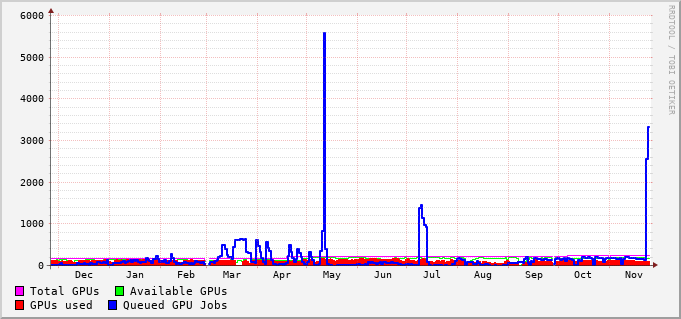 6000
5000
4000
3000
2000
1000
0
Dec Jan Feb Mar Apr May Jun Jul Aug Sep Oct Nov
Total GPUs Available GPUs
GPUs used Queued GPU Jobs
RRDTOOL / TOBI OETIKER